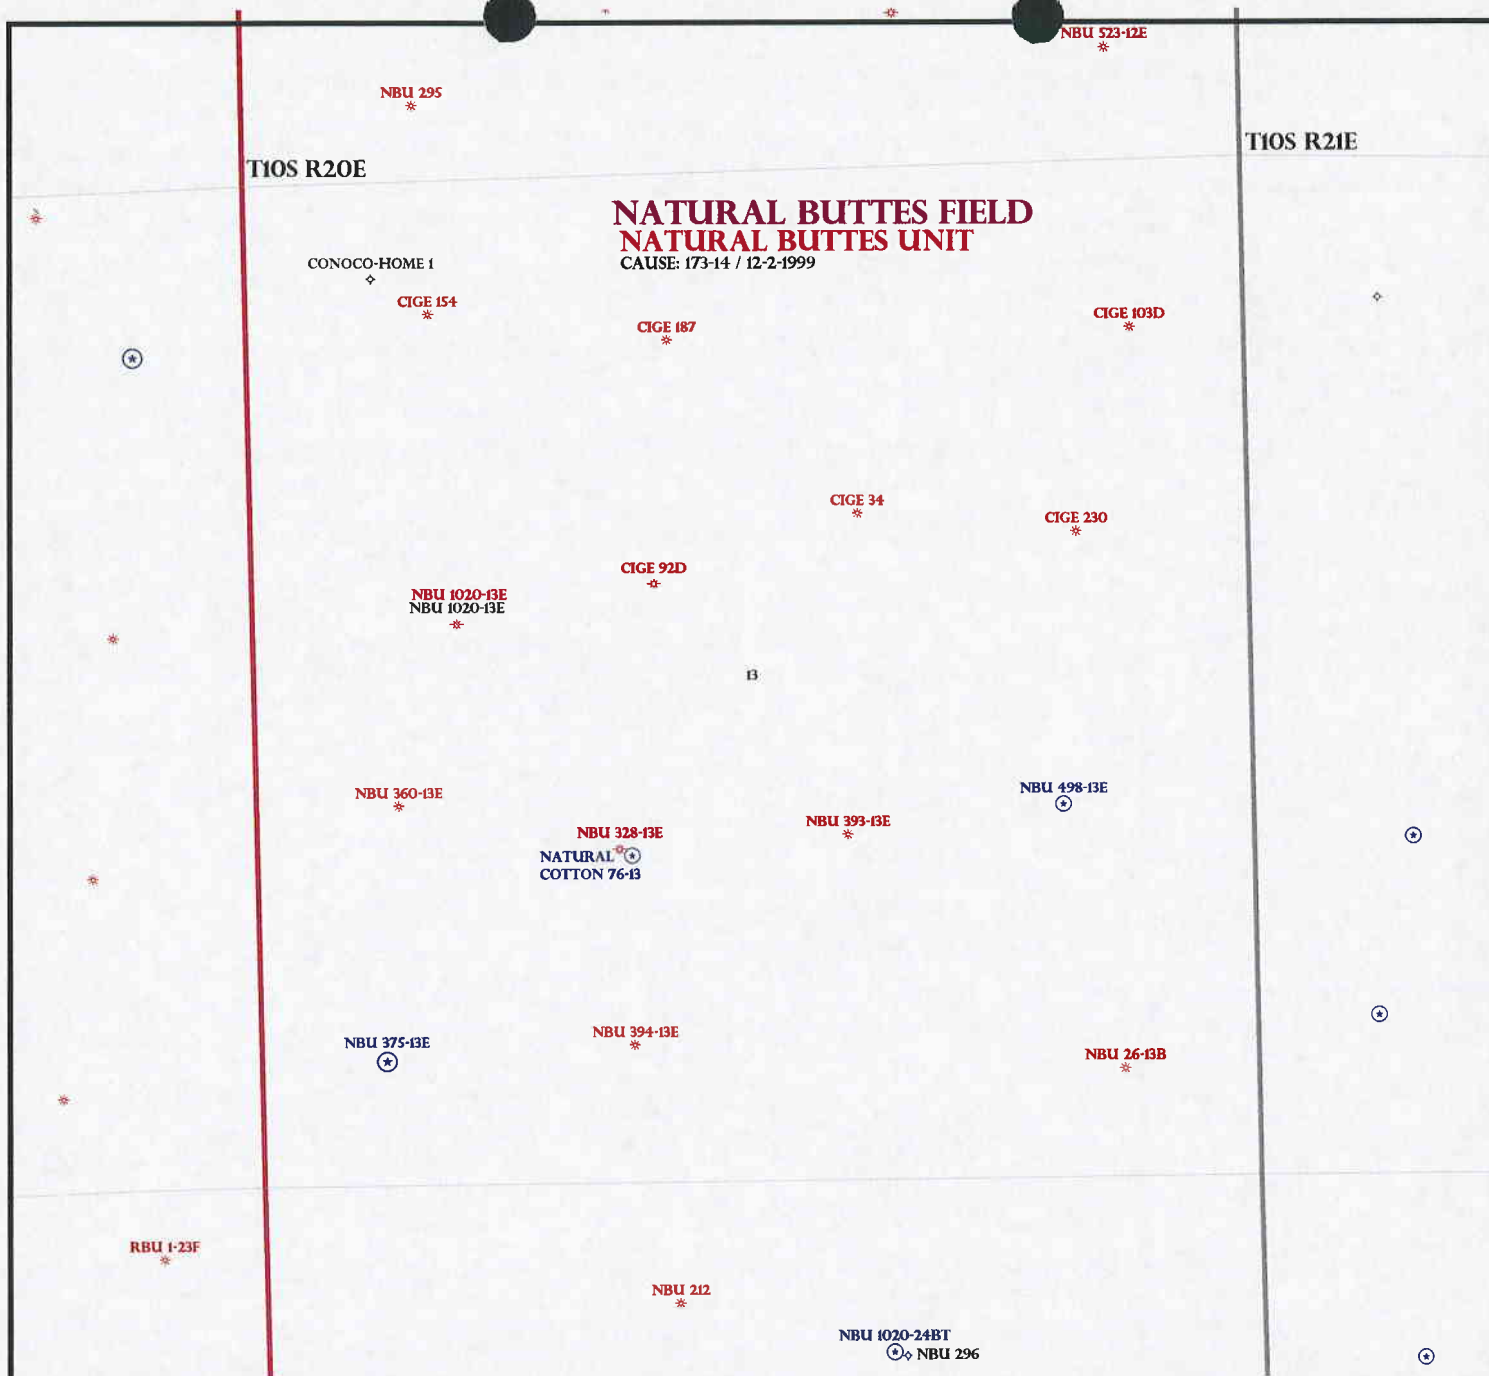 NBU 523-12E
NBU 295
T10S R21E
T10S R20E
NATURAL BUTTES FIELD
NATURAL BUTTES UNIT
CAUSE: 173-14 / 12-2-1999
CONOCO-HOME 1
CIGE 154
CIGE 187
CIGE 103D
CIGE 34
CIGE 230
CIGE 92D
NBU 1020-13E
NBU 1020-13E
13
NBU 498-13E
NBU 360-13E
NBU 393-13E
NBU 328-13E
NATURAL
COTTON 76-13
NBU 394-13E
NBU 375-13E
NBU 26-13B
RBU 1-23F
NBU 212
NBU 1020-24BT
NBU 296